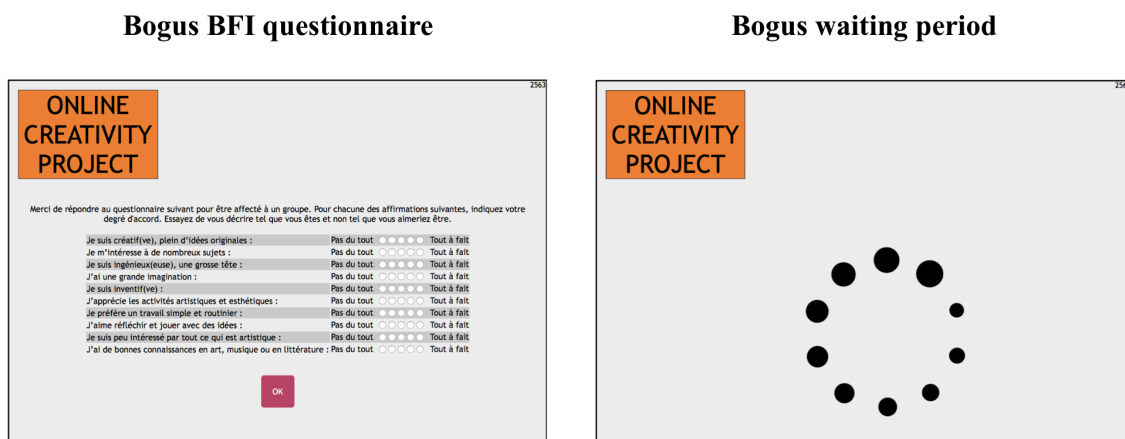 Bogus BFI questionnaire
Bogus waiting period
2563
ONLINE
CREATIVITY
PROJECT
Merci de répondre au questionnaire suivant pour être affecté à un groupe. Pour chacune des affirmations suivantes, indiquez votre
degré d'accord. Essayez de vous décrire tel que vous êtes et non tel que vous aimeriez être.
Je suis créatif(ve), plein d'idées originales : Pas du tout Tout à fait
Je m'intéresse à de nombreux sujets : Pas du tout Tout à fait
Je suis ingénieux(euse), une grosse tête : Pas du tout Tout à fait
J'ai une grande imagination : Pas du tout Tout à fait
Je suis inventif(ve) : Pas du tout Tout à fait
J'apprécie les activités artistiques et esthétiques : Pas du tout Tout à fait
Je préfère un travail simple et routinier : Pas du tout Tout à fait
J'aime réfléchir et jouer avec des idées : Pas du tout Tout à fait
Je suis peu intéressé par tout ce qui est artistique : Pas du tout Tout à fait
J'ai de bonnes connaissances en art, musique ou en littérature : Pas du tout Tout à fait
OK
ONLINE
CREATIVITY
PROJECT